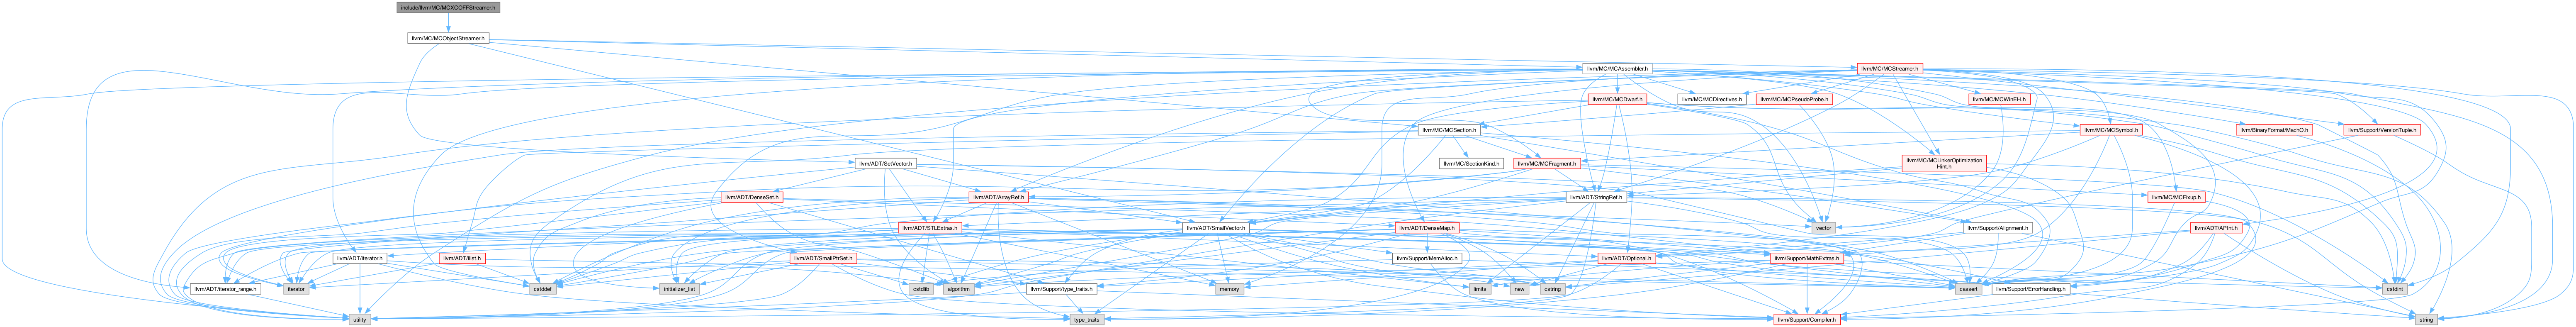 include/llvm/MC/MCXCOFFStreamer.h
llvm/MC/MCObjectStreamer.h
llvm/MC/MCAssembler.h
llvm/MC/MCStreamer.h
llvm/MC/MCDwarf.h
llvm/MC/MCDirectives.h
llvm/MC/MCPseudoProbe.h
llvm/MC/MCWinEH.h
llvm/MC/MCSection.h
llvm/MC/MCSymbol.h
llvm/BinaryFormat/MachO.h
llvm/Support/VersionTuple.h
llvm/ADT/SetVector.h
llvm/MC/SectionKind.h
llvm/MC/MCFragment.h
llvm/MC/MCLinkerOptimization
Hint.h
llvm/ADT/DenseSet.h
llvm/ADT/ArrayRef.h
llvm/ADT/StringRef.h
llvm/MC/MCFixup.h
llvm/ADT/STLExtras.h
llvm/ADT/SmallVector.h
llvm/ADT/DenseMap.h
vector
llvm/Support/Alignment.h
llvm/ADT/APInt.h
llvm/ADT/iterator.h
llvm/ADT/ilist.h
llvm/ADT/SmallPtrSet.h
llvm/Support/MemAlloc.h
llvm/ADT/Optional.h
llvm/Support/MathExtras.h
llvm/ADT/iterator_range.h
iterator
cstddef
initializer_list
cstdlib
algorithm
llvm/Support/type_traits.h
memory
limits
new
cstring
cassert
llvm/Support/ErrorHandling.h
cstdint
utility
type_traits
llvm/Support/Compiler.h
string